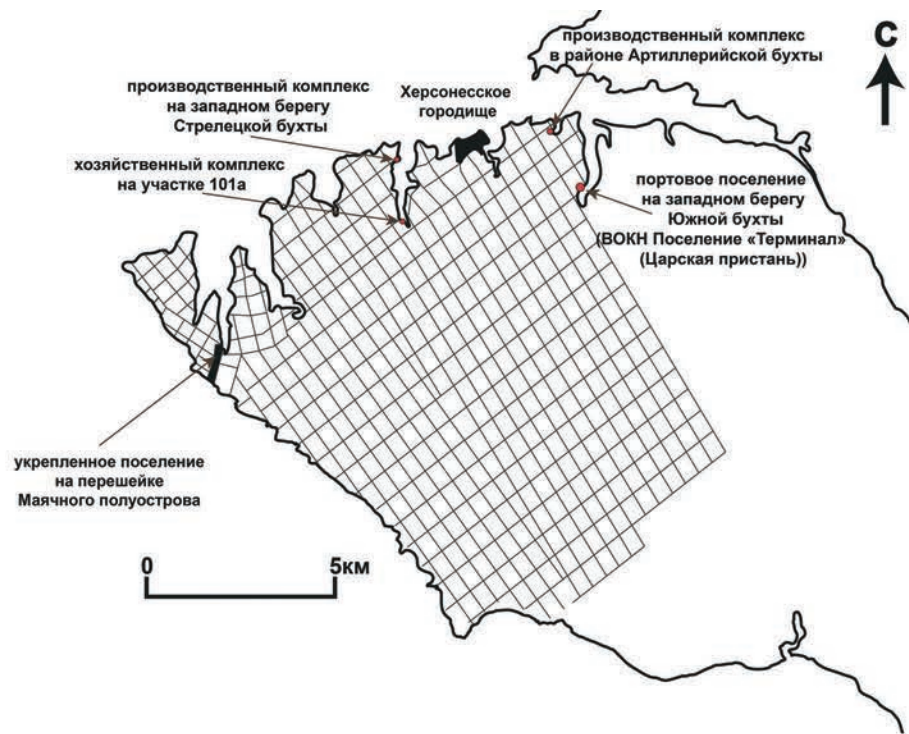 производственный комплекс
в районе Артиллерийской бухты
С
производственный комплекс
на западном берегу
Стрелецкой бухты
Херсонесское
городище
хозяйственный комплекс
на участке 101а
портовое поселение
на западном берегу
Южной бухты
(ВОКН Поселение «Терминал»
(Царская пристань))
укрепленное поселение
на перешейке
Маячного полуострова
0 5км